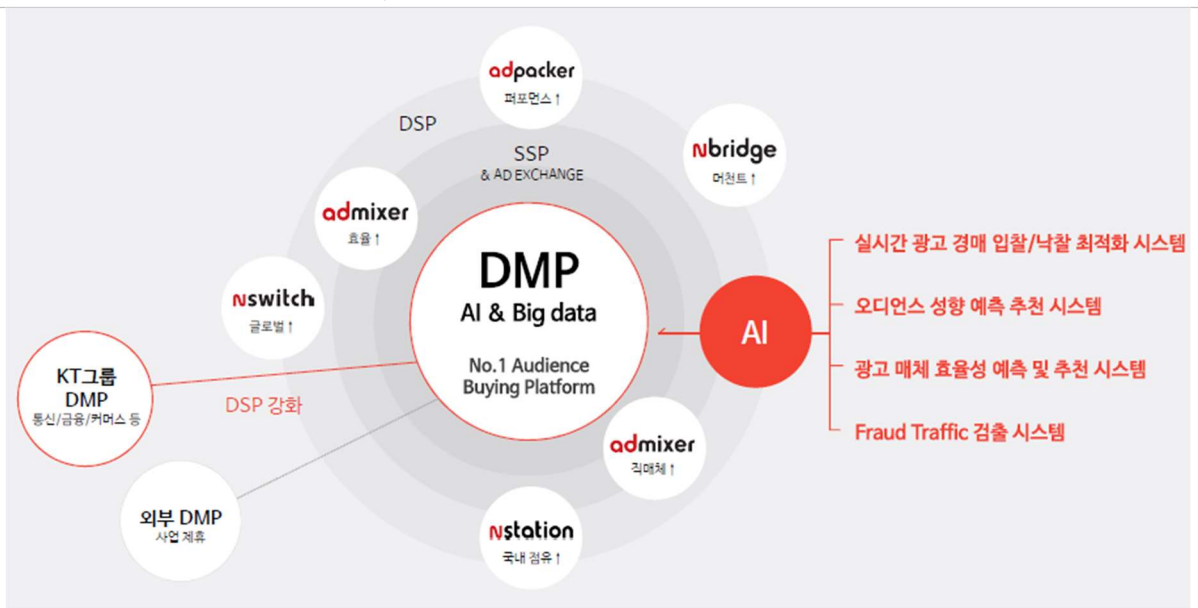 adpacker
퍼포먼스 ↑
DSP
SSP
& AD EXCHANGE
Nbridge
머천트 ↑
admixer
효율 ↑
DMP
AI & Big data
No.1 Audience
Buying Platform
Nswitch
글로벌 ↑
AI
실시간 광고 경매 입찰/낙찰 최적화 시스템
오디언스 성향 예측 추천 시스템
광고 매체 효율성 예측 및 추천 시스템
Fraud Traffic 검출 시스템
KT그룹
DMP
통신/금융/커머스 등
DSP 강화
admixer
직매체 ↑
외부 DMP
사업 제휴
Nstation
국내 점유 ↑